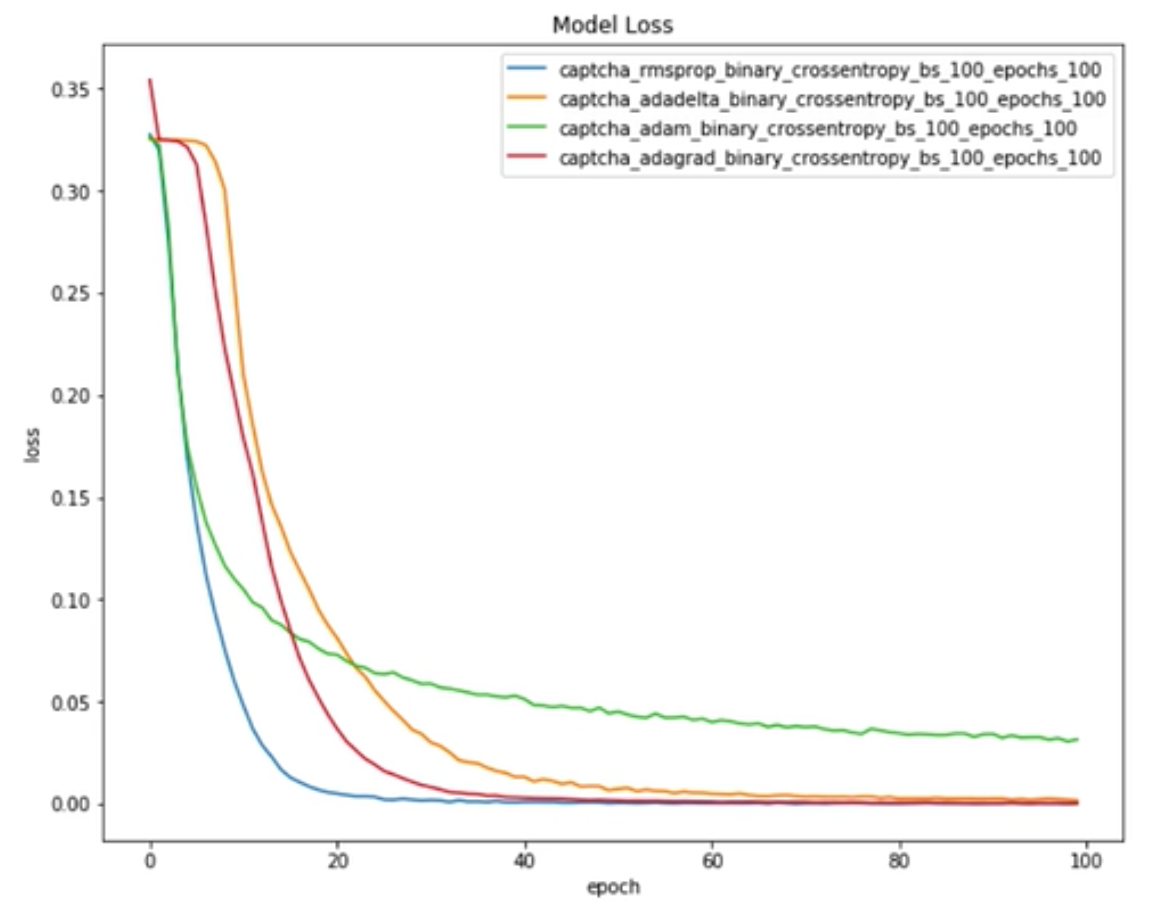 Model Loss
captcha_rmsprop_binary_crossentropy_bs_100_epochs_100
captcha_adadelta_binary_crossentropy_bs_100_epochs_100
captcha_adam_binary_crossentropy_bs_100_epochs_100
captcha_adagrad_binary_crossentropy_bs_100_epochs_100
0.35
0.30
0.25
0.20
0.15
0.10
0.05
0.00
loss
0 20 40 60 80 100
epoch